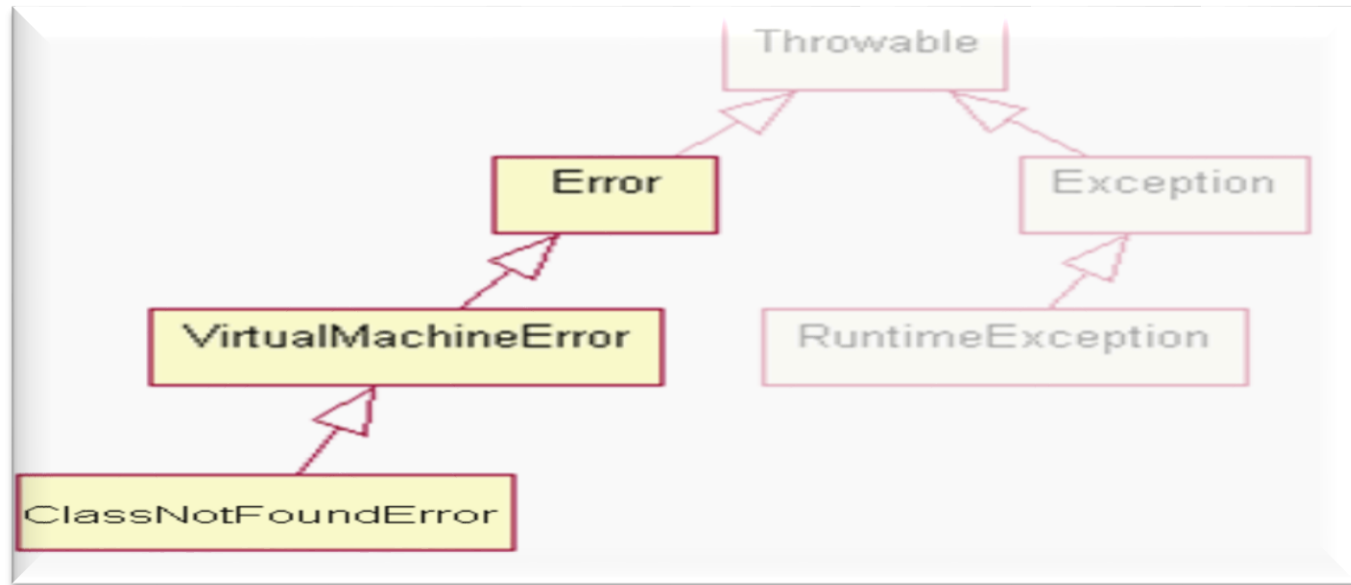 Throwable
Error
Exception
VirtualMachineError
RuntimeException
ClassNotFoundError